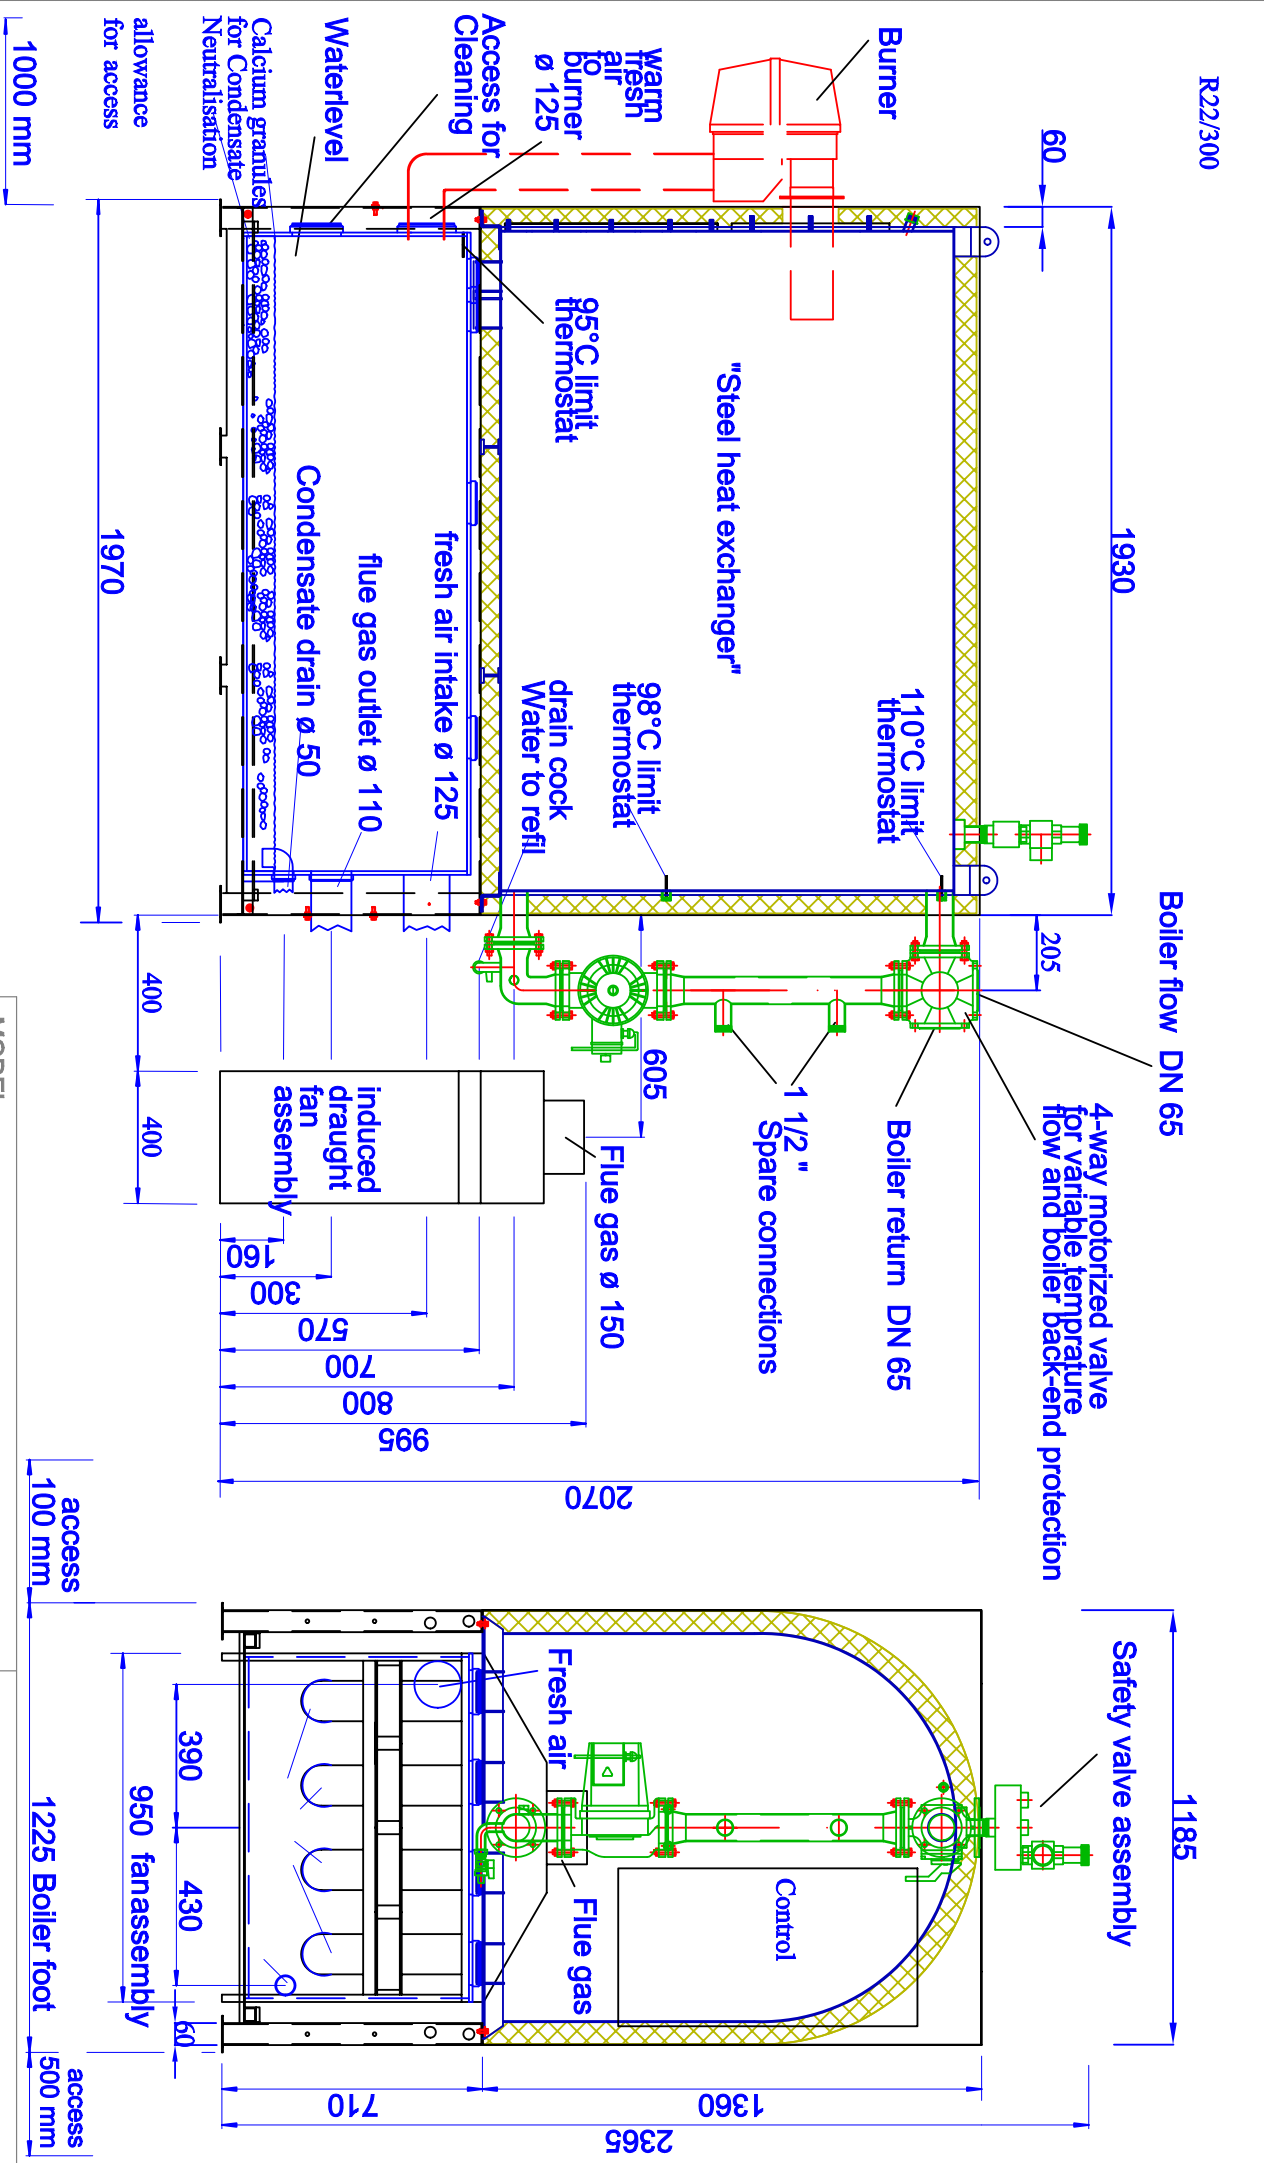 R22/300
Burner
60
warm
fresh
air
to
burner
ø 125
Access for
Cleaning
Waterlevel
Calcium granules
for Condensate
Neutralisation
allowance
for access
1000 mm
1930
1970
"Steel heat exchanger"
95°C limit
thermostat
110°C limit
thermostat
98°C limit
thermostat
drain cock
Water to refil
fresh air intake ø 125
flue gas outlet ø 110
Condensate drain ø 50
205
Boiler flow DN 65
4-way motorized valve
for variable temprature
flow and boiler back-end protection
Boiler return DN 65
1 1/2 "
Spare connections
605
400
400
induced
draught
fan
assembly
Flue gas ø 150
160
300
570
700
800
995
2070
access
100 mm
1225 Boiler foot
access
500 mm
950 fanassembly
390
430
60
Fresh air
Flue gas
Control
Safety valve assembly
1185
710
1360
2365